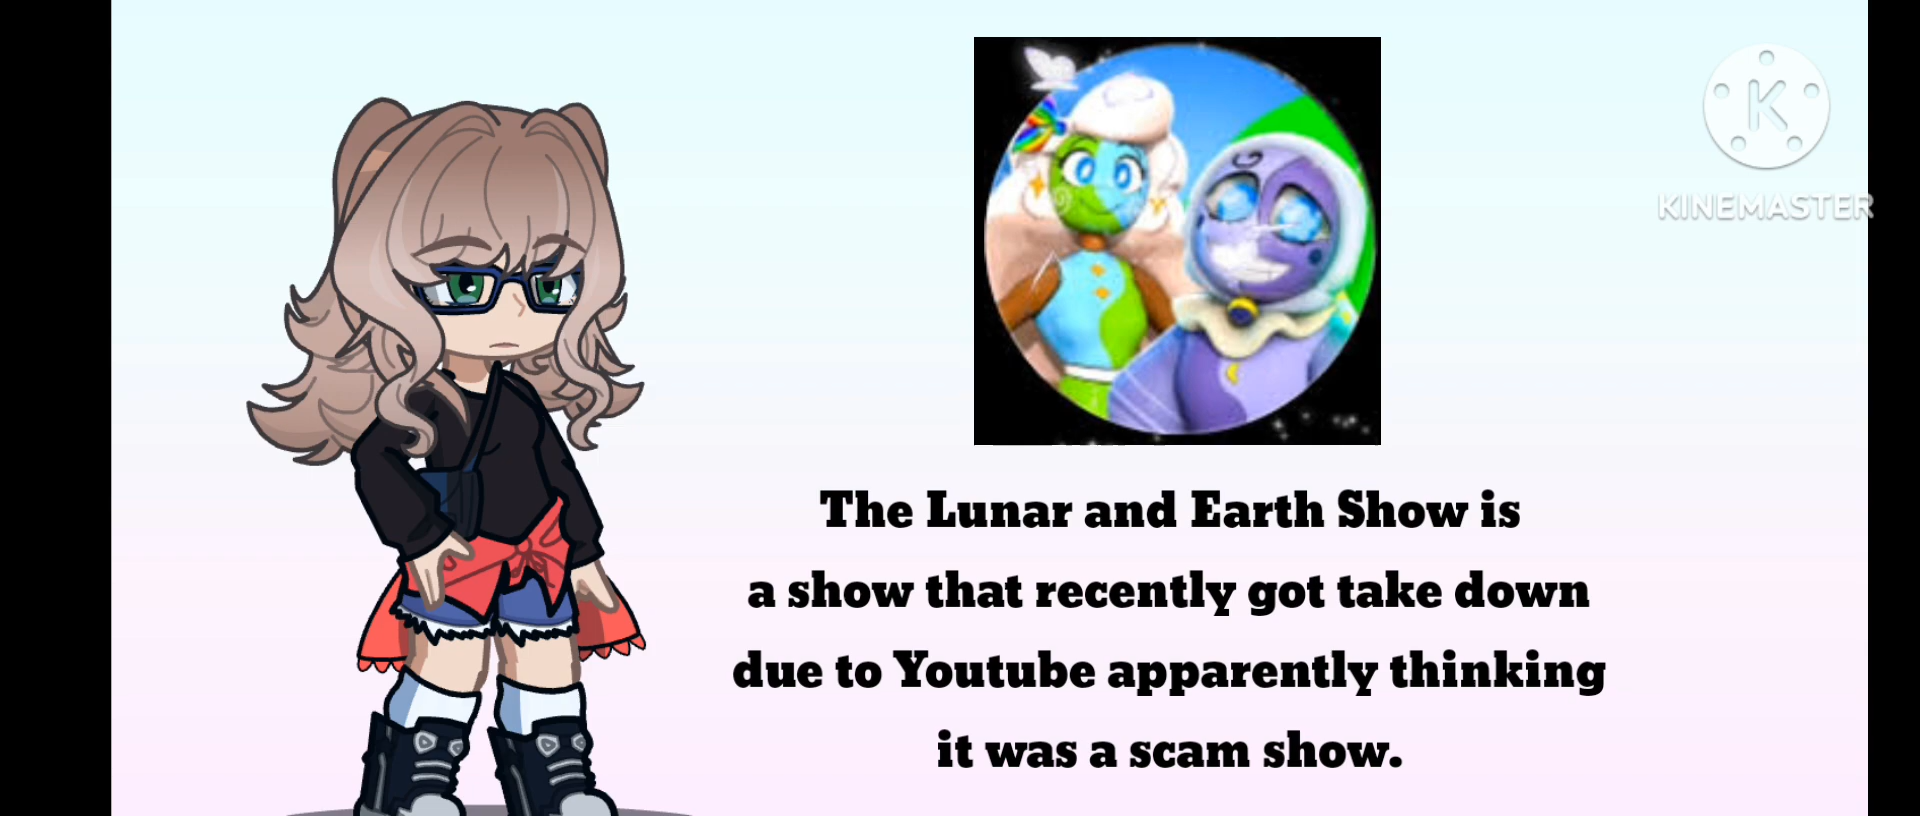 K
KINEMASTER
The Lunar and Earth Show is
a show that recently got take down
due to Youtube apparently thinking
it was a scam show.